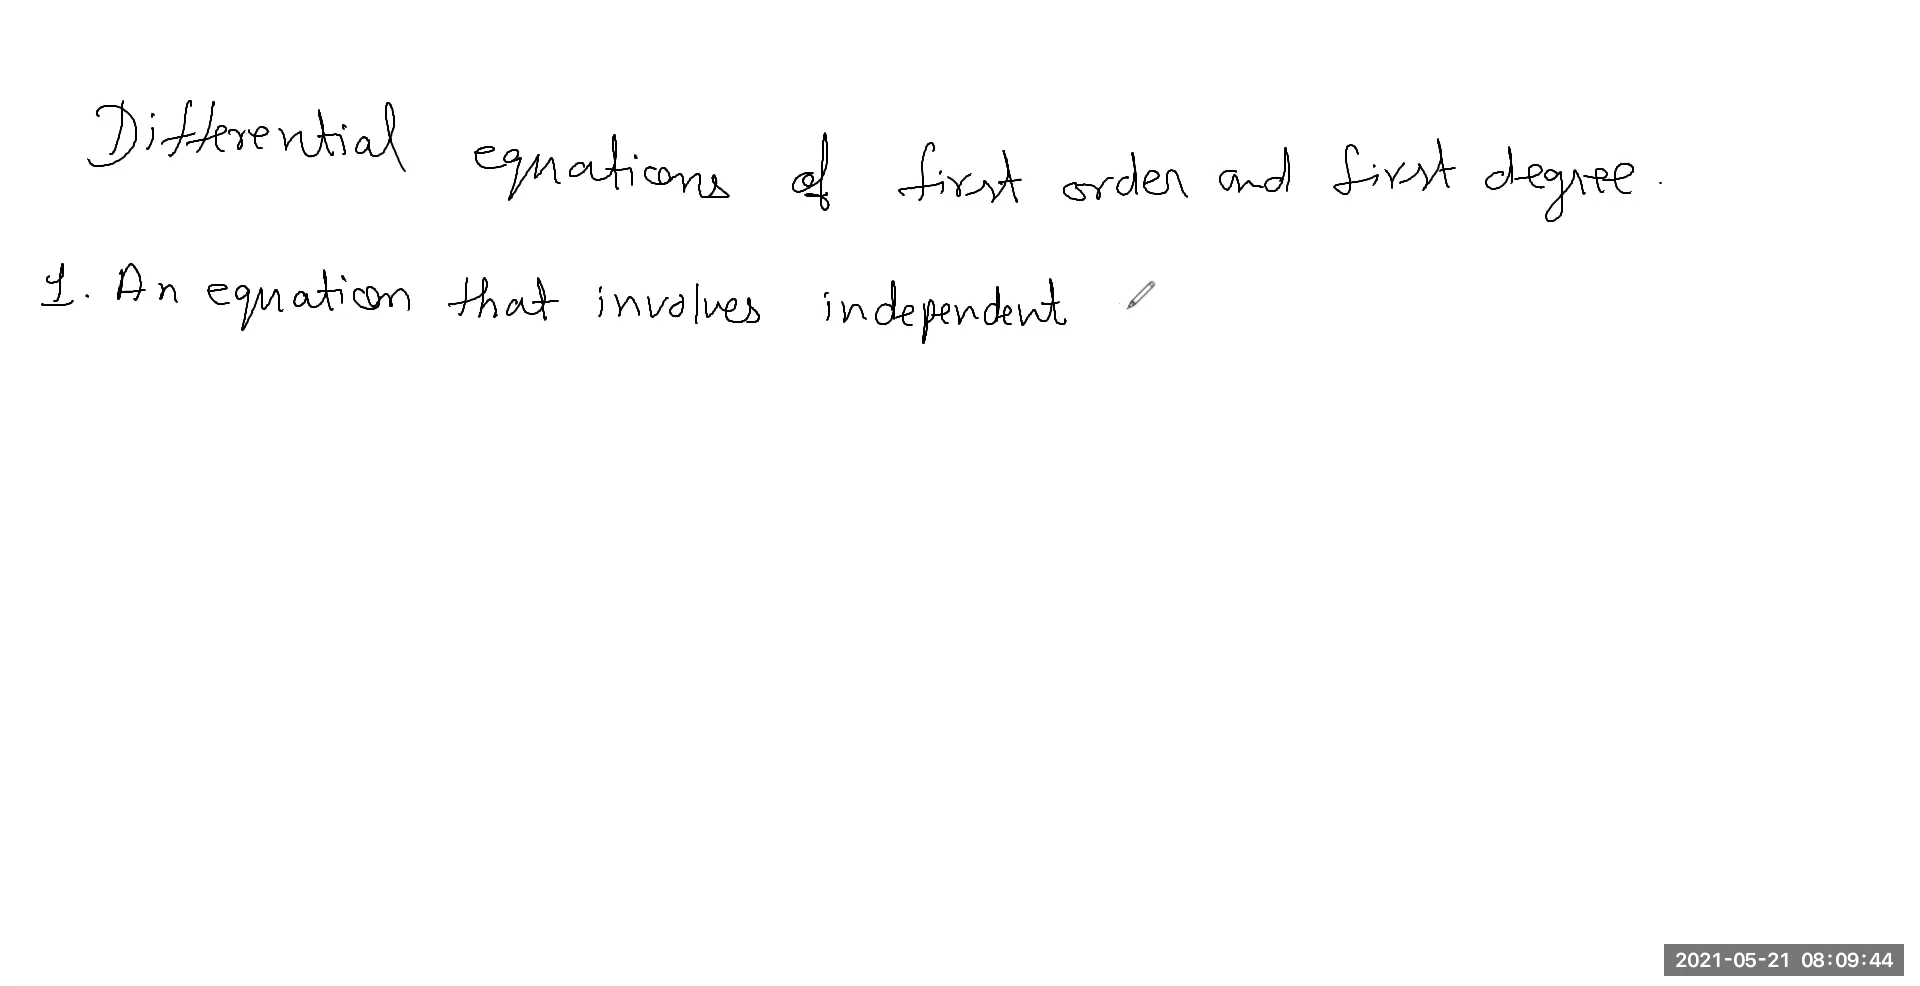 Differential equations of first order and first degree.
1. An equation that involves independent
2021-05-21 08:09:44